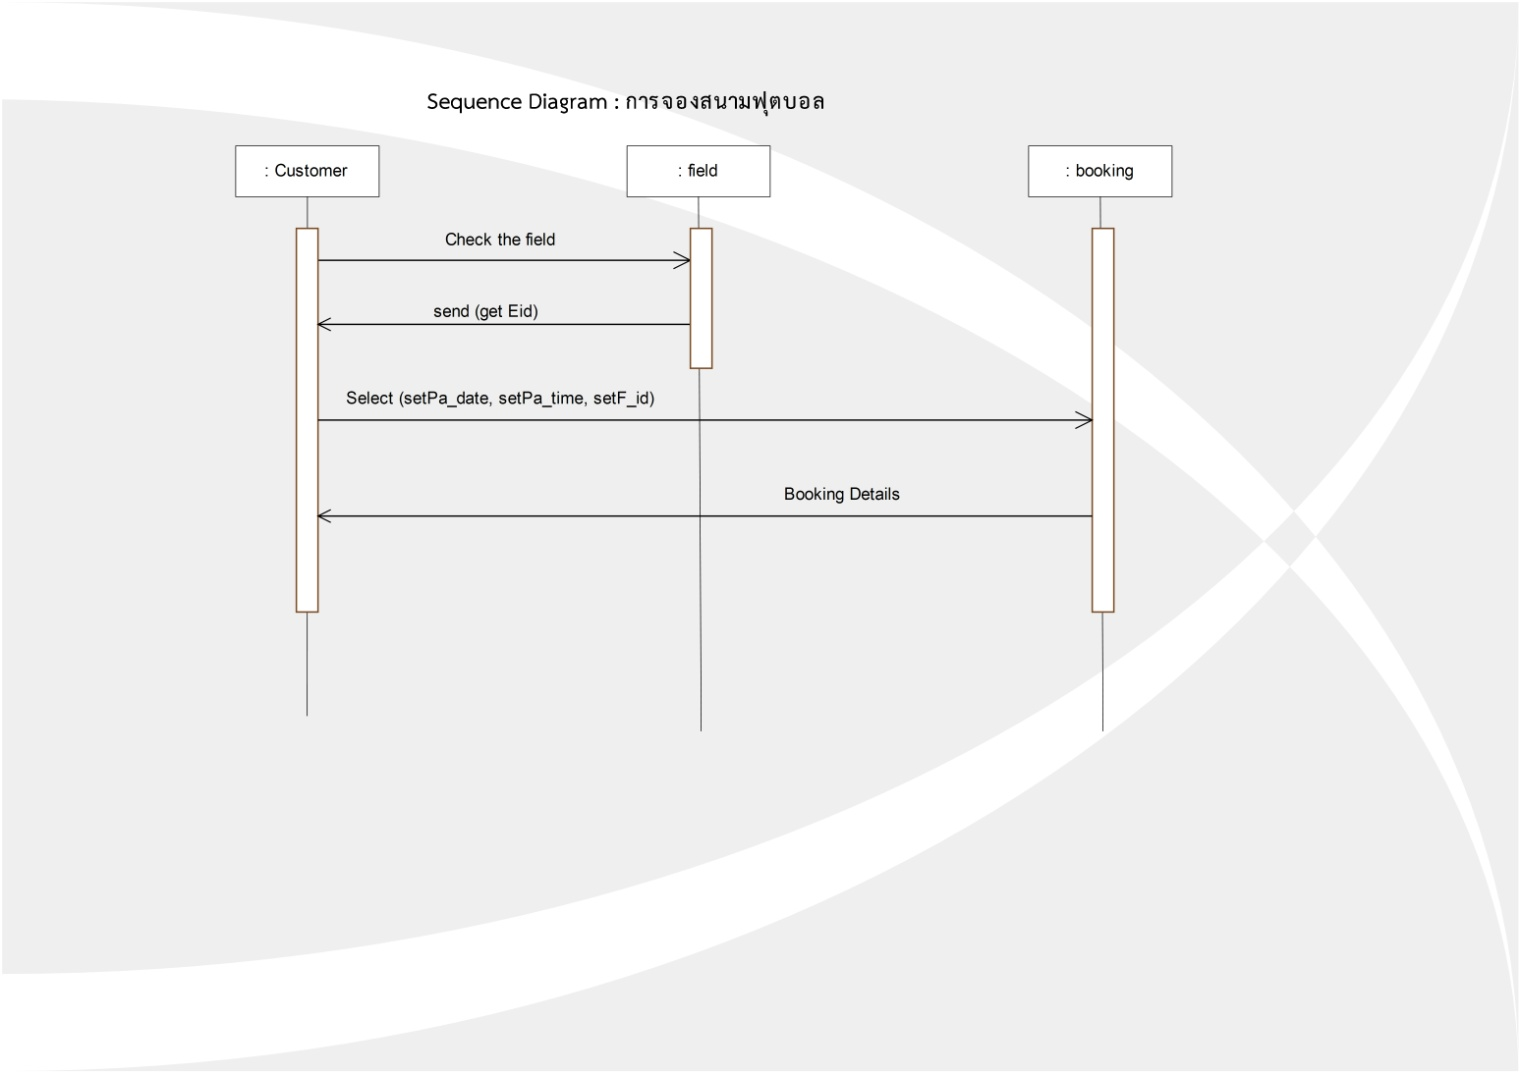 Sequence Diagram : การจองสนามฟุตบอล
: Customer
: field
: booking
Check the field
send (get Eid)
Select (setPa_date, setPa_time, setF_id)
Booking Details